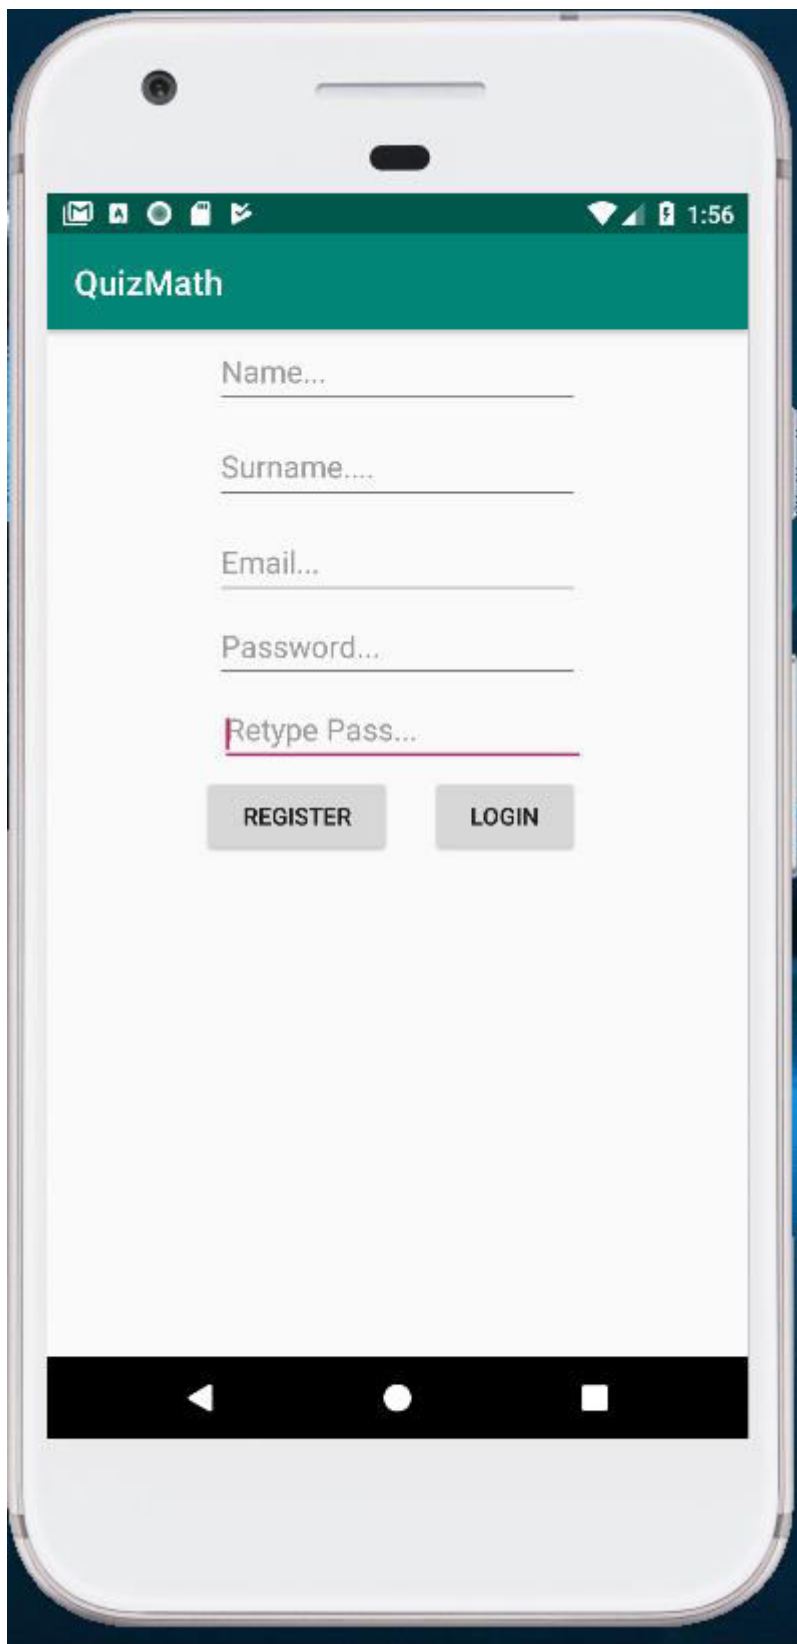 1:56
QuizMath
Name...
Surname....
Email...
Password...
Retype Pass...
REGISTER LOGIN